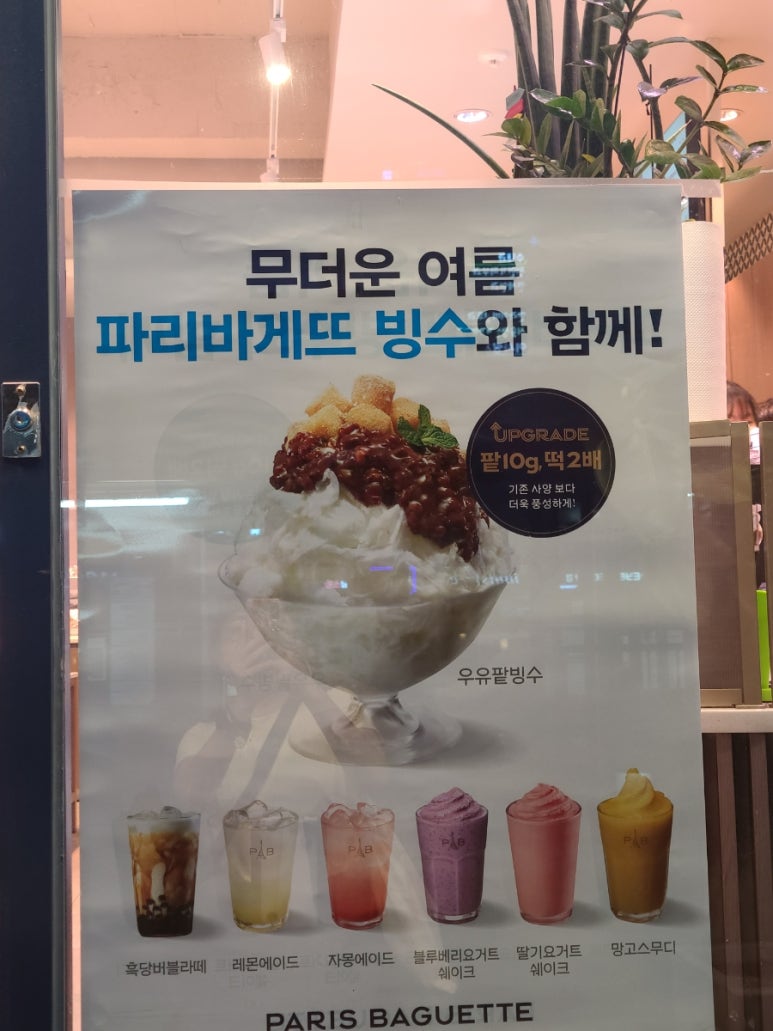 무더운 여름
파리바게뜨 빙수와 함께!
UPGRADE
팥10g, 떡2배
기존 사양 보다
더욱 풍성하게!
우유팥빙수
P B
P B
P B
P B
흑당버블라떼
레몬에이드
자몽에이드
블루베리요거트
쉐이크
딸기요거트
쉐이크
망고스무디
PARIS BAGUETTE